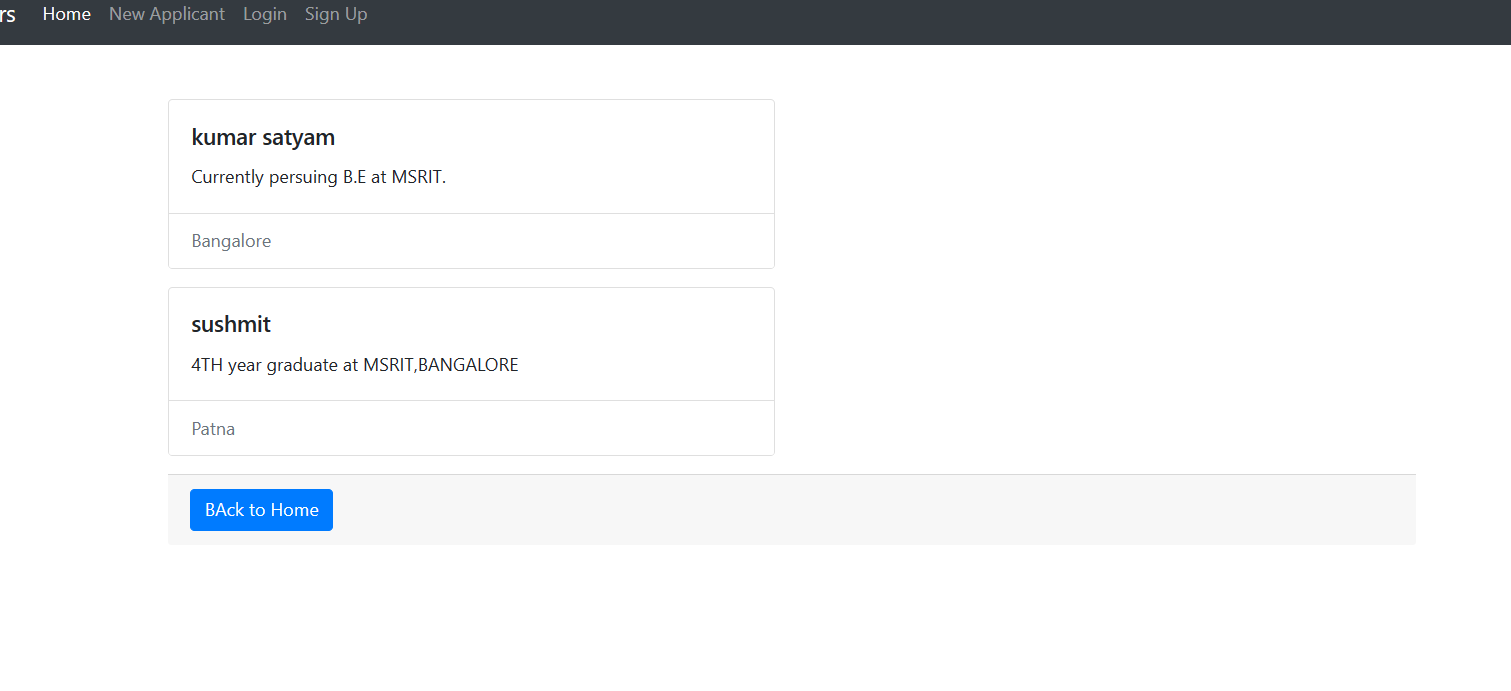 rs Home New Applicant Login Sign Up
kumar satyam
Currently persuing B.E at MSRIT.
Bangalore
sushmit
4TH year graduate at MSRIT,BANGALORE
Patna
BAck to Home